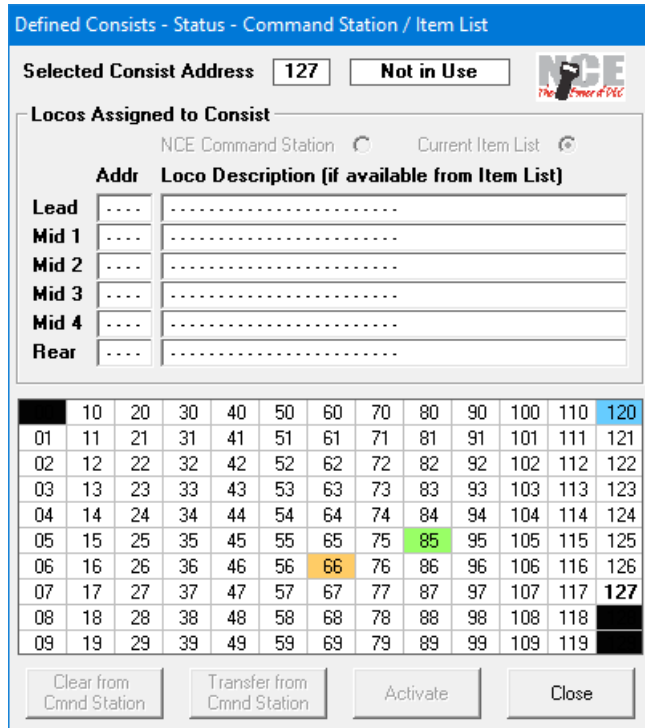 Defined Consists - Status - Command Station / Item List
Selected Consist Address 127 Not in Use
NCE
The Power of DCC
Locos Assigned to Consist
NCE Command Station Current Item List
Addr Loco Description (if available from Item List)
Lead . . . . . . . . . . . . . . . . . . . . . . . . . . . .
Mid 1 . . . . . . . . . . . . . . . . . . . . . . . . . . . .
Mid 2 . . . . . . . . . . . . . . . . . . . . . . . . . . . .
Mid 3 . . . . . . . . . . . . . . . . . . . . . . . . . . . .
Mid 4 . . . . . . . . . . . . . . . . . . . . . . . . . . . .
Rear . . . . . . . . . . . . . . . . . . . . . . . . . . . .
10 20 30 40 50 60 70 80 90 100 110 120
01 11 21 31 41 51 61 71 81 91 101 111 121
02 12 22 32 42 52 62 72 82 92 102 112 122
03 13 23 33 43 53 63 73 83 93 103 113 123
04 14 24 34 44 54 64 74 84 94 104 114 124
05 15 25 35 45 55 65 75 85 95 105 115 125
06 16 26 36 46 56 66 76 86 96 106 116 126
07 17 27 37 47 57 67 77 87 97 107 117 127
08 18 28 38 48 58 68 78 88 98 108 118
09 19 29 39 49 59 69 79 89 99 109 119
Clear from Cmnd Station
Transfer from Cmnd Station
Activate
Close